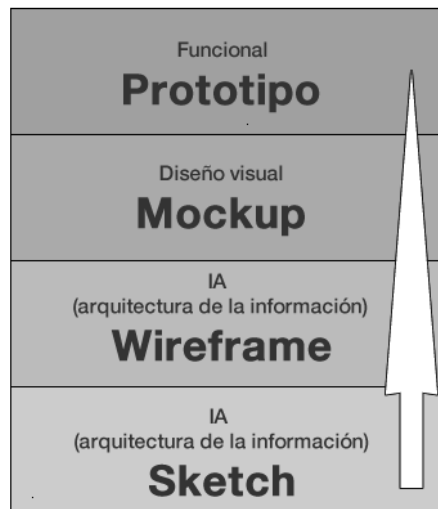 Funcional
Prototipo
Diseño visual
Mockup
IA
(arquitectura de la información)
Wireframe
IA
(arquitectura de la información)
Sketch